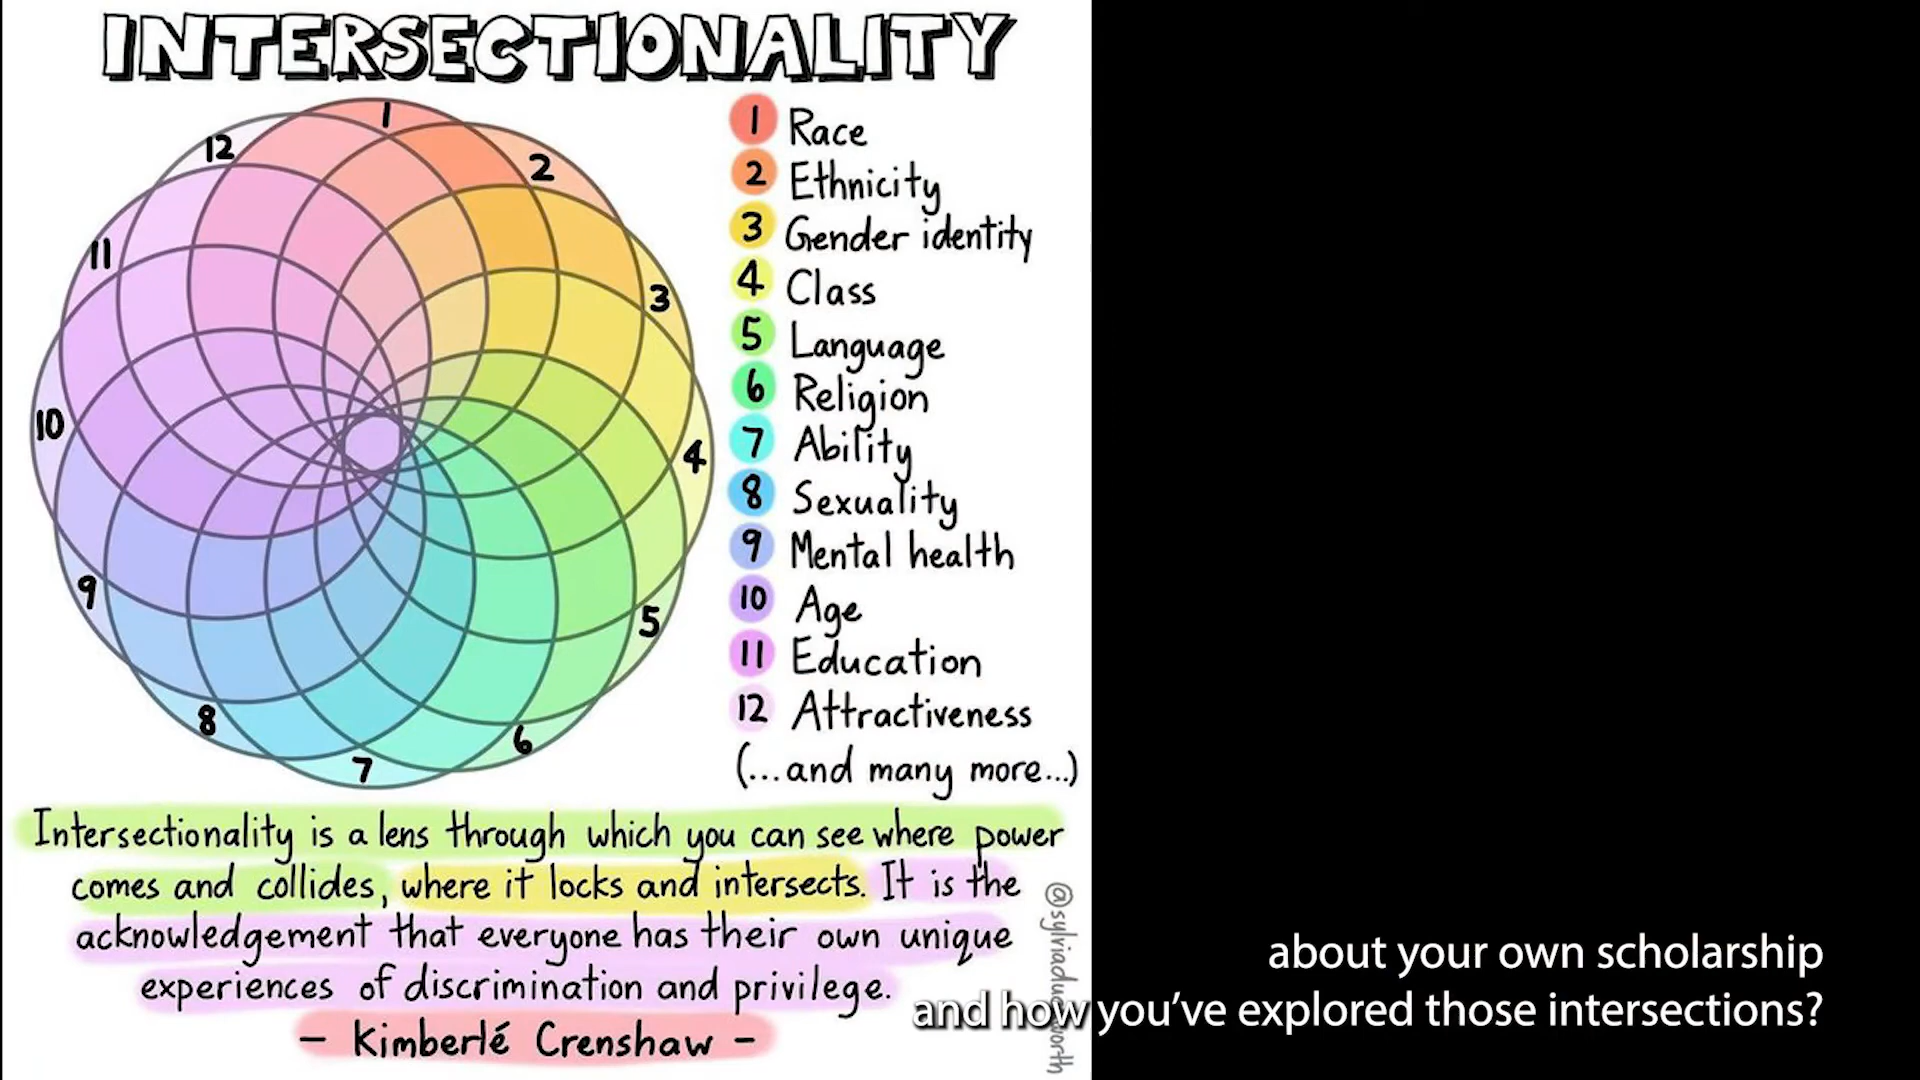 INTERSECTIONALITY
1
2
3
4
5
6
7
8
9
10
11
12
1 Race
2 Ethnicity
3 Gender identity
4 Class
5 Language
6 Religion
7 Ability
8 Sexuality
9 Mental health
10 Age
11 Education
12 Attractiveness
(...and many more...)
Intersectionality is a lens through which you can see where power
comes and collides, where it locks and intersects. It is the
acknowledgement that everyone has their own unique
experiences of discrimination and privilege.
- Kimberlé Crenshaw -
about your own scholarship
and how you've explored those intersections?